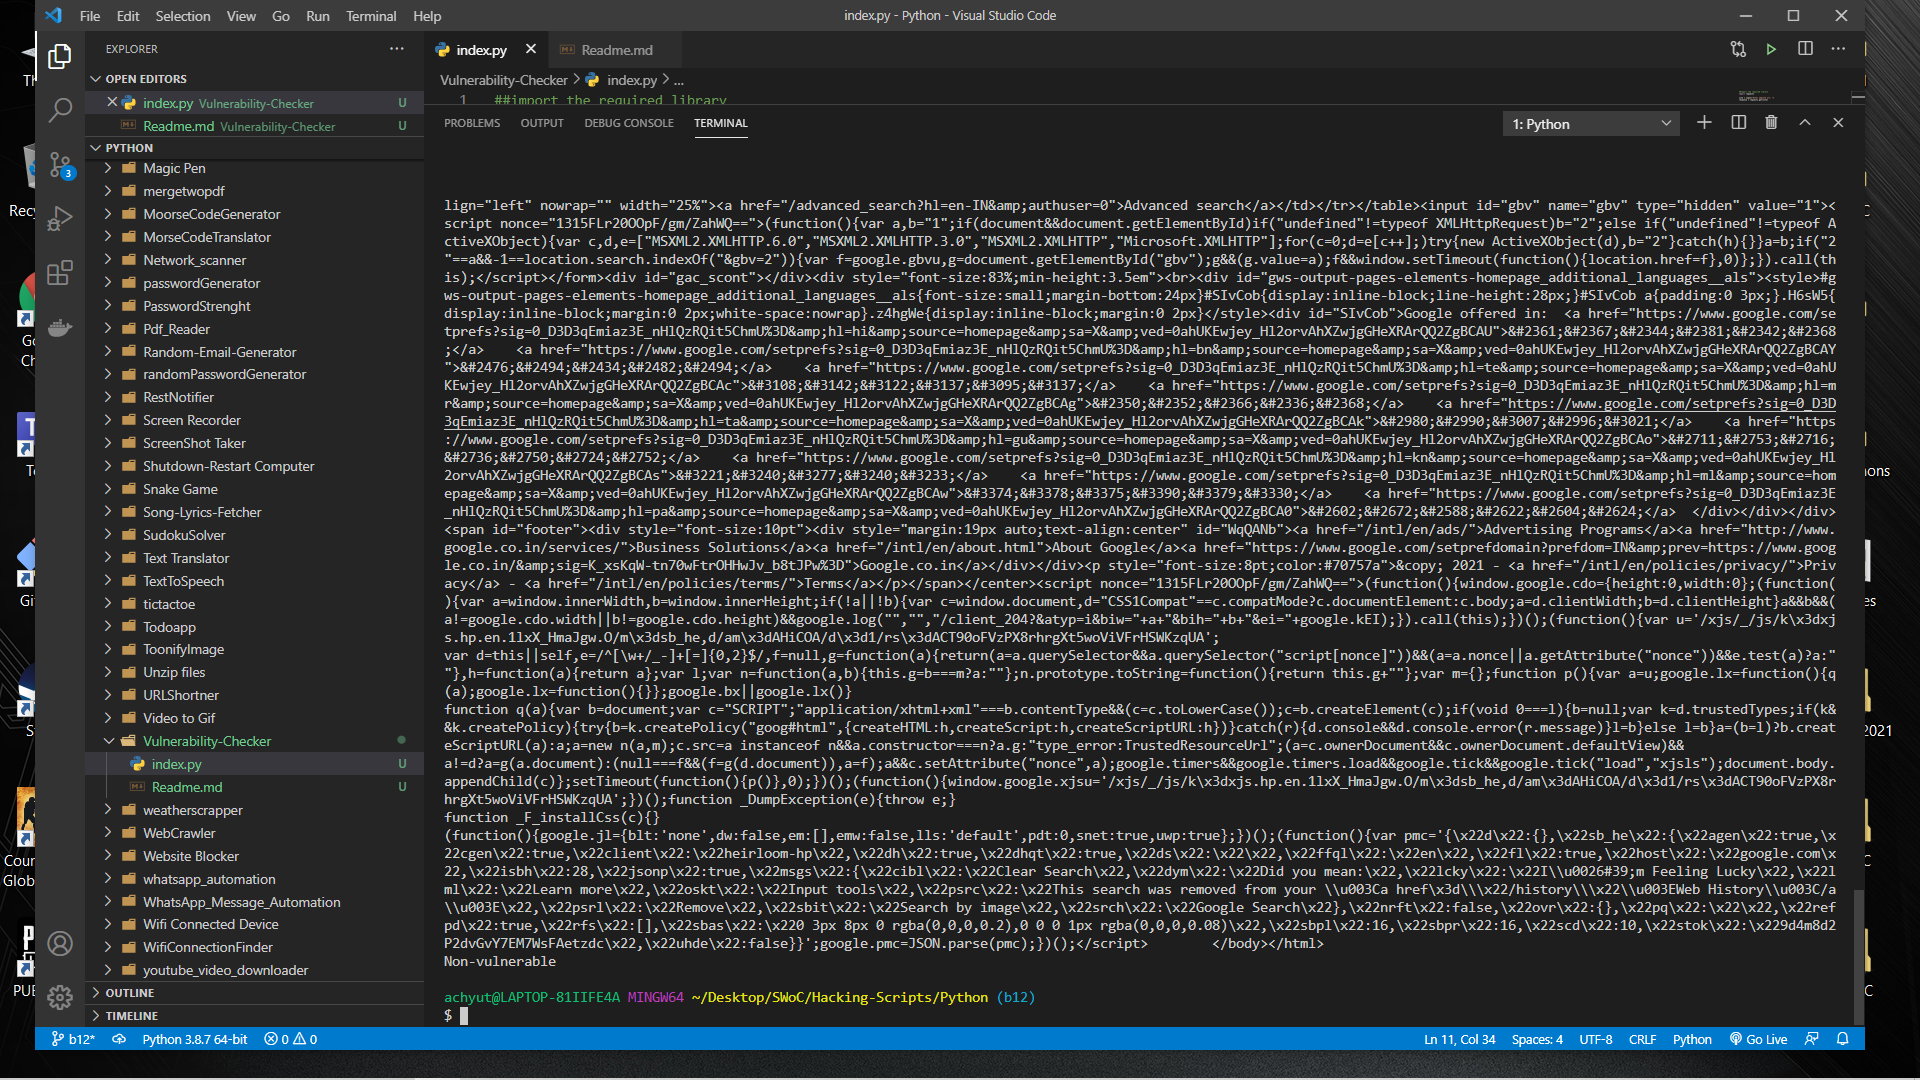 File Edit Selection View Go Run Terminal Help
index.py - Python - Visual Studio Code
EXPLORER
OPEN EDITORS
index.py Vulnerability-Checker U
Readme.md Vulnerability-Checker U
PYTHON
Magic Pen
mergetwopdf
MoorseCodeGenerator
MorseCodeTranslator
Network_scanner
passwordGenerator
PasswordStrenght
Pdf_Reader
Random-Email-Generator
randomPasswordGenerator
RestNotifier
Screen Recorder
ScreenShot Taker
Shutdown-Restart Computer
Snake Game
Song-Lyrics-Fetcher
SudokuSolver
Text Translator
TextToSpeech
tictactoe
Todoapp
ToonifyImage
Unzip files
URLShortner
Video to Gif
Vulnerability-Checker
index.py U
Readme.md U
weatherscrapper
WebCrawler
Website Blocker
whatsapp_automation
WhatsApp_Message_Automation
Wifi Connected Device
WifiConnectionFinder
youtube_video_downloader
OUTLINE
TIMELINE
index.py Readme.md
Vulnerability-Checker > index.py > ...
1 ##import the required library
PROBLEMS OUTPUT DEBUG CONSOLE TERMINAL
1: Python
lign="left" nowrap="" width="25%"><a href="/advanced_search?hl=en-IN&amp;authuser=0">Advanced search</a></td></tr></table><input id="gbv" name="gbv" type="hidden" value="1"><
script nonce="1315FLr20OOpF/gm/ZahWQ==">(function(){var a,b="1";if(document&&document.getElementById)if("undefined"!=typeof XMLHttpRequest)b="2";else if("undefined"!=typeof A
ctiveXObject){var c,d,e=["MSXML2.XMLHTTP.6.0","MSXML2.XMLHTTP.3.0","MSXML2.XMLHTTP","Microsoft.XMLHTTP"];for(c=0;d=e[c++];)try{new ActiveXObject(d),b="2"}catch(h){}}a=b;if("2
"==a&&-1==location.search.indexOf("&gbv=2")){var f=google.gbvu,g=document.getElementById("gbv");g&&(g.value=a);f&&window.setTimeout(function(){location.href=f},0)};}).call(th
is);</script></form><div id="gac_scont"></div><div style="font-size:83%;min-height:3.5em"><br><div id="gws-output-pages-elements-homepage_additional_languages__als"><style>#g
ws-output-pages-elements-homepage_additional_languages__als{font-size:small;margin-bottom:24px}#SIvCob{display:inline-block;line-height:28px;}#SIvCob a{padding:0 3px;}.H6sW5{
display:inline-block;margin:0 2px;white-space:nowrap}.z4hgWe{display:inline-block;margin:0 2px}</style><div id="SIvCob">Google offered in:  <a href="https://www.google.com/se
tprefs?sig=0_D3D3qEmiaz3E_nHlQzRQit5ChmU%3D&amp;hl=hi&amp;source=homepage&amp;sa=X&amp;ved=0ahUKEwjey_Hl2orvAhXZwjgGHeXRArQQ2ZgBCAU">&#2361;&#2367;&#2344;&#2381;&#2342;&#2368
;</a>    <a href="https://www.google.com/setprefs?sig=0_D3D3qEmiaz3E_nHlQzRQit5ChmU%3D&amp;hl=bn&amp;source=homepage&amp;sa=X&amp;ved=0ahUKEwjey_Hl2orvAhXZwjgGHeXRArQQ2ZgBCAY
">&#2476;&#2494;&#2434;&#2482;&#2494;</a>    <a href="https://www.google.com/setprefs?sig=0_D3D3qEmiaz3E_nHlQzRQit5ChmU%3D&amp;hl=te&amp;source=homepage&amp;sa=X&amp;ved=0ahU
KEwjey_Hl2orvAhXZwjgGHeXRArQQ2ZgBCAc">&#3108;&#3142;&#3122;&#3137;&#3095;&#3137;</a>    <a href="https://www.google.com/setprefs?sig=0_D3D3qEmiaz3E_nHlQzRQit5ChmU%3D&amp;hl=m
r&amp;source=homepage&amp;sa=X&amp;ved=0ahUKEwjey_Hl2orvAhXZwjgGHeXRArQQ2ZgBCAg">&#2350;&#2352;&#2366;&#2336;&#2368;</a>    <a href="https://www.google.com/setprefs?sig=0_D3D
3qEmiaz3E_nHlQzRQit5ChmU%3D&amp;hl=ta&amp;source=homepage&amp;sa=X&amp;ved=0ahUKEwjey_Hl2orvAhXZwjgGHeXRArQQ2ZgBCAk">&#2980;&#2990;&#3007;&#2996;&#3021;</a>    <a href="https
://www.google.com/setprefs?sig=0_D3D3qEmiaz3E_nHlQzRQit5ChmU%3D&amp;hl=gu&amp;source=homepage&amp;sa=X&amp;ved=0ahUKEwjey_Hl2orvAhXZwjgGHeXRArQQ2ZgBCAo">&#2711;&#2753;&#2716;
&#2736;&#2750;&#2724;&#2752;</a>    <a href="https://www.google.com/setprefs?sig=0_D3D3qEmiaz3E_nHlQzRQit5ChmU%3D&amp;hl=kn&amp;source=homepage&amp;sa=X&amp;ved=0ahUKEwjey_Hl
2orvAhXZwjgGHeXRArQQ2ZgBCAs">&#3221;&#3240;&#3277;&#3240;&#3233;</a>    <a href="https://www.google.com/setprefs?sig=0_D3D3qEmiaz3E_nHlQzRQit5ChmU%3D&amp;hl=ml&amp;source=hom
epage&amp;sa=X&amp;ved=0ahUKEwjey_Hl2orvAhXZwjgGHeXRArQQ2ZgBCAw">&#3374;&#3378;&#3375;&#3390;&#3379;&#3330;</a>    <a href="https://www.google.com/setprefs?sig=0_D3D3qEmiaz3E
_nHlQzRQit5ChmU%3D&amp;hl=pa&amp;source=homepage&amp;sa=X&amp;ved=0ahUKEwjey_Hl2orvAhXZwjgGHeXRArQQ2ZgBCA0">&#2602;&#2672;&#2588;&#2622;&#2604;&#2624;</a>  </div></div></div>
<span id="footer"><div style="font-size:10pt"><div style="margin:19px auto;text-align:center" id="WqQANb"><a href="/intl/en/ads/">Advertising Programs</a><a href="http://www.
google.co.in/services/">Business Solutions</a><a href="/intl/en/about.html">About Google</a><a href="https://www.google.com/setprefdomain?prefdom=IN&amp;prev=https://www.goog
le.co.in/&amp;sig=K_xsKqW-tn70wFtrOHHwJv_b8tJPw%3D">Google.co.in</a></div></div><p style="font-size:8pt;color:#70757a">&copy; 2021 - <a href="/intl/en/policies/privacy/">Priv
acy</a> - <a href="/intl/en/policies/terms/">Terms</a></p></span></center><script nonce="1315FLr20OOpF/gm/ZahWQ==">(function(){window.google.cdo={height:0,width:0};(function(
){var a=window.innerWidth,b=window.innerHeight;if(!a||!b){var c=window.document,d="CSS1Compat"==c.compatMode?c.documentElement:c.body;a=d.clientWidth;b=d.clientHeight}a&&b&&(
a!=google.cdo.width||b!=google.cdo.height)&&google.log("","","/client_204?&atyp=i&biw="+a+"&bih="+b+"&ei="+google.kEI);}).call(this);})();(function(){var u='/xjs/_/js/k\x3dxj
s.hp.en.1lxX_HmaJgw.O/m\x3dsb_he,d/am\x3dAHiCOA/d\x3d1/rs\x3dACT90oFVzPX8rhrgXt5woViVFrHSWKzqUA';
var d=this||self,e=/^[\w+/_-]+[=]{0,2}$/,f=null,g=function(a){return(a=a.querySelector&&a.querySelector("script[nonce]"))&&(a=a.nonce||a.getAttribute("nonce"))&&e.test(a)?a:"
"},h=function(a){return a};var l;var n=function(a,b){this.g=b===m?a:""};n.prototype.toString=function(){return this.g+""};var m={};function p(){var a=u;google.lx=function(){q
(a);google.lx=function(){}};google.bx||google.lx()}
function q(a){var b=document;var c="SCRIPT";"application/xhtml+xml"===b.contentType&&(c=c.toLowerCase());c=b.createElement(c);if(void 0===l){b=null;var k=d.trustedTypes;if(k&
&k.createPolicy){try{b=k.createPolicy("goog#html",{createHTML:h,createScript:h,createScriptURL:h})}catch(r){d.console&&d.console.error(r.message)}l=b}else l=b}a=(b=l)?b.creat
eScriptURL(a):a;a=new n(a,m);c.src=a instanceof n&&a.constructor===n?a.g:"type_error:TrustedResourceUrl";(a=c.ownerDocument&&c.ownerDocument.defaultView)&&
a!=d?a=g(a.document):(null===f&&(f=g(d.document)),a=f);a&&c.setAttribute("nonce",a);google.timers&&google.timers.load&&google.tick&&google.tick("load","xjsls");document.body.
appendChild(c)};setTimeout(function(){p()},0);})();(function(){window.google.xjsu='/xjs/_/js/k\x3dxjs.hp.en.1lxX_HmaJgw.O/m\x3dsb_he,d/am\x3dAHiCOA/d\x3d1/rs\x3dACT90oFVzPX8r
hrgXt5woViVFrHSWKzqUA';})();function _DumpException(e){throw e;}
function _F_installCss(c){}
(function(){google.jl={blt:'none',dw:false,em:[],emw:false,lls:'default',pdt:0,snet:true,uwp:true};})();(function(){var pmc='{\x22d\x22:{},\x22sb_he\x22:{\x22agen\x22:true,\x
22cgen\x22:true,\x22client\x22:\x22heirloom-hp\x22,\x22dh\x22:true,\x22dhqt\x22:true,\x22ds\x22:\x22\x22,\x22ffql\x22:\x22en\x22,\x22fl\x22:true,\x22host\x22:\x22google.com\x
22,\x22isbh\x22:28,\x22jsonp\x22:true,\x22msgs\x22:{\x22cibl\x22:\x22Clear Search\x22,\x22dym\x22:\x22Did you mean:\x22,\x22lcky\x22:\x22I\\u0026#39;m Feeling Lucky\x22,\x22l
ml\x22:\x22Learn more\x22,\x22oskt\x22:\x22Input tools\x22,\x22psrc\x22:\x22This search was removed from your \\u003Ca href\x3d\\\x22/history\\\x22\\u003EWeb History\\u003C/a
\\u003E\x22,\x22psrl\x22:\x22Remove\x22,\x22sbit\x22:\x22Search by image\x22,\x22srch\x22:\x22Google Search\x22},\x22nrft\x22:false,\x22ovr\x22:{},\x22pq\x22:\x22\x22,\x22ref
pd\x22:true,\x22rfs\x22:[],\x22sbas\x22:\x220 3px 8px 0 rgba(0,0,0,0.2),0 0 0 1px rgba(0,0,0,0.08)\x22,\x22sbpl\x22:16,\x22sbpr\x22:16,\x22scd\x22:10,\x22stok\x22:\x229d4m8d2
P2dvGvY7EM7WsFAetzdc\x22,\x22uhde\x22:false}}';google.pmc=JSON.parse(pmc);})();</script>        </body></html>
Non-vulnerable
achyut@LAPTOP-81IIFE4A MINGW64 ~/Desktop/SWoC/Hacking-Scripts/Python (b12)
$
b12* Python 3.8.7 64-bit 0 0 Ln 11, Col 34 Spaces: 4 UTF-8 CRLF Python Go Live